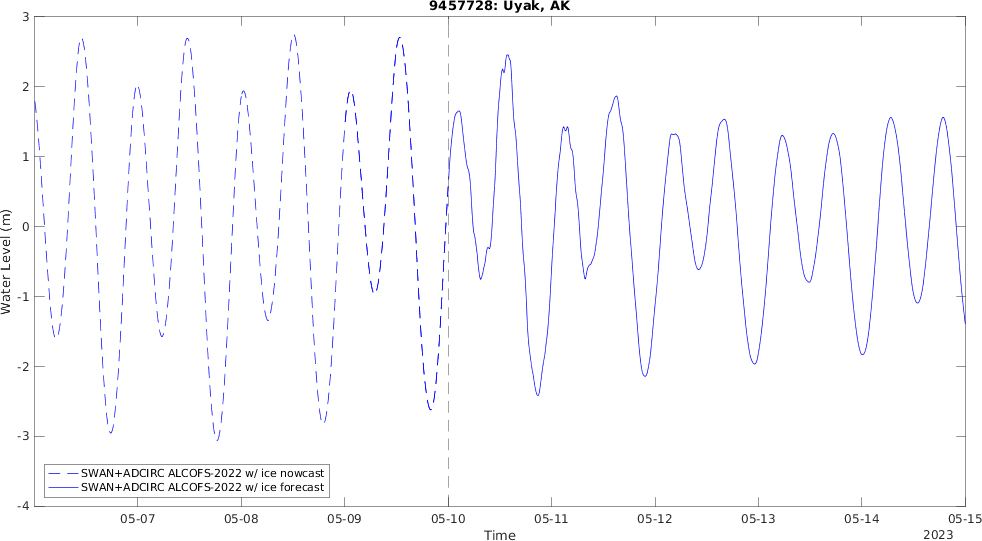 9457728: Uyak, AK
3
2
1
0
-1
-2
-3
-4
Water Level (m)
SWAN+ADCIRC ALCOFS-2022 w/ ice nowcast
SWAN+ADCIRC ALCOFS-2022 w/ ice forecast
05-07 05-08 05-09 05-10 05-11 05-12 05-13 05-14 05-15
Time
2023